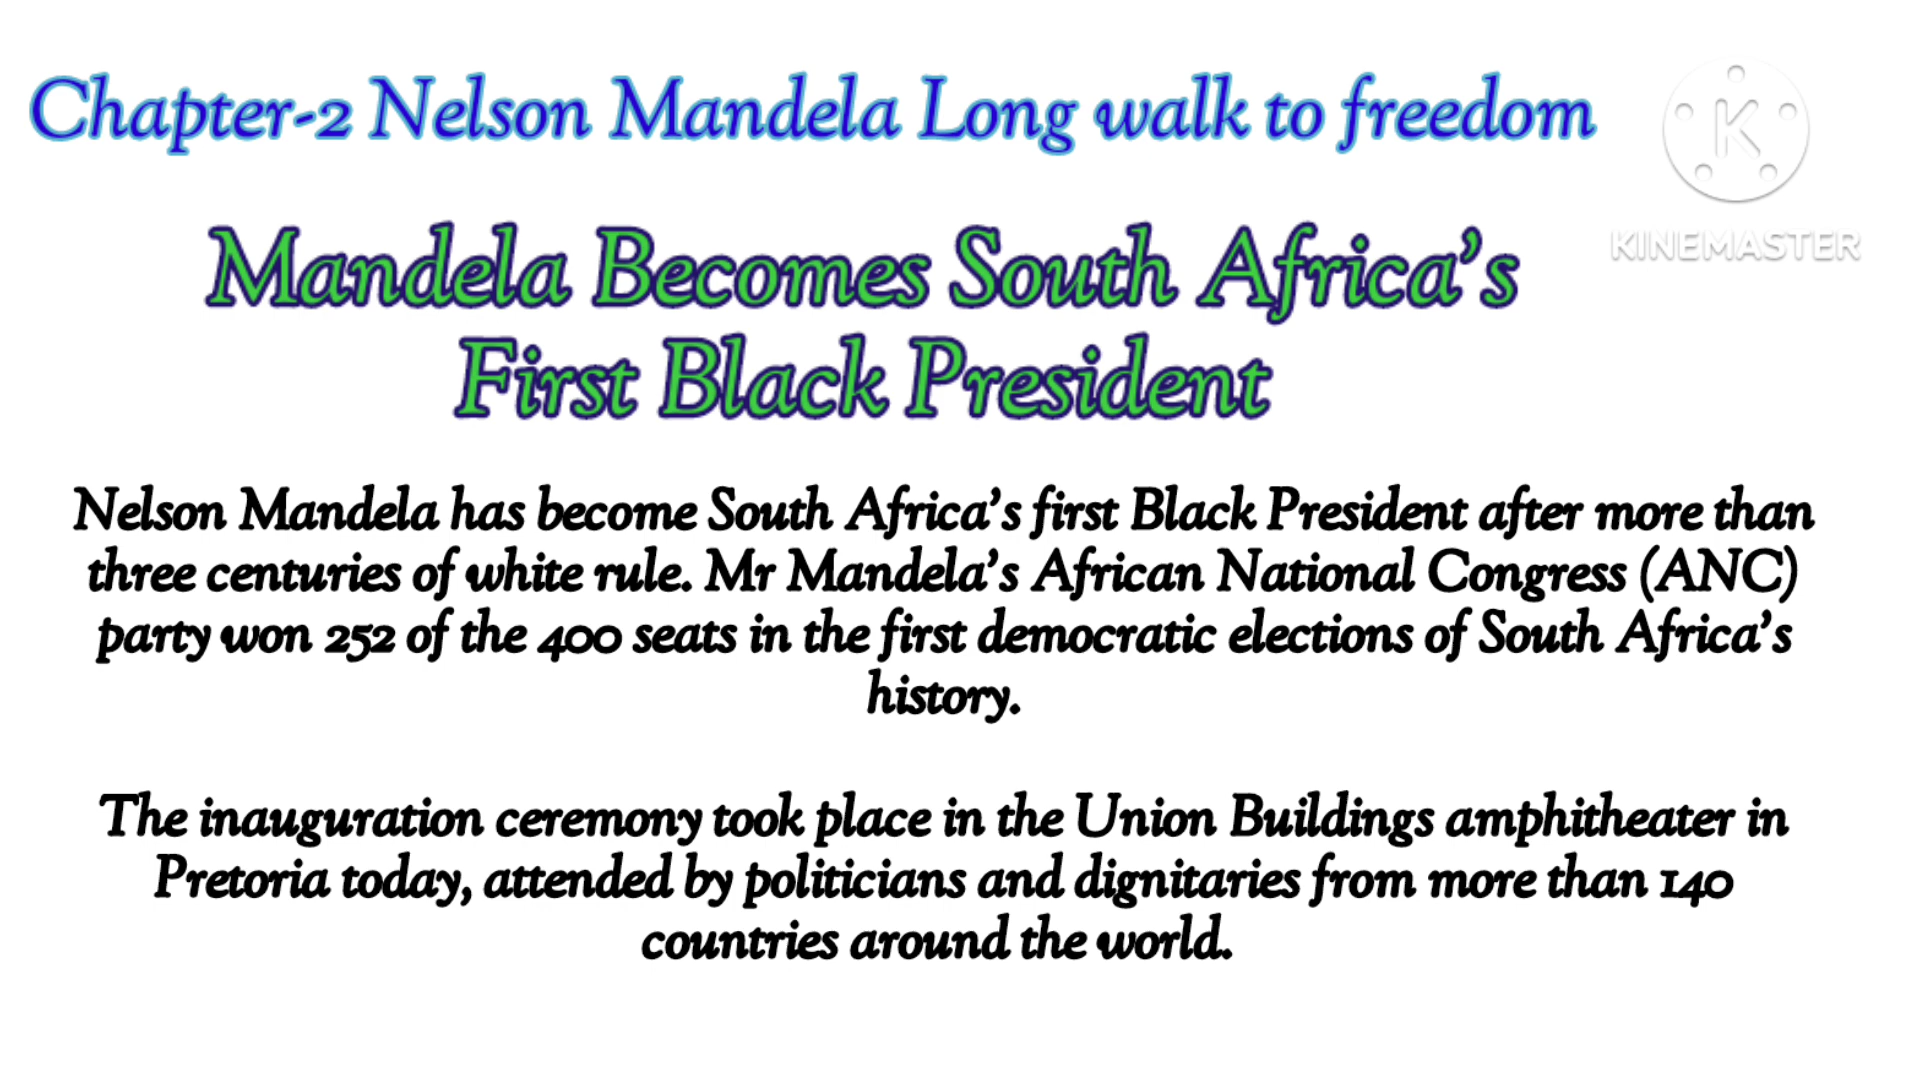 Chapter-2 Nelson Mandela Long walk to freedom
K
KINEMASTER
Mandela Becomes South Africa's
First Black President
Nelson Mandela has become South Africa's first Black President after more than
three centuries of white rule. Mr Mandela's African National Congress (ANC)
party won 252 of the 400 seats in the first democratic elections of South Africa's
history.
The inauguration ceremony took place in the Union Buildings amphitheater in
Pretoria today, attended by politicians and dignitaries from more than 140
countries around the world.